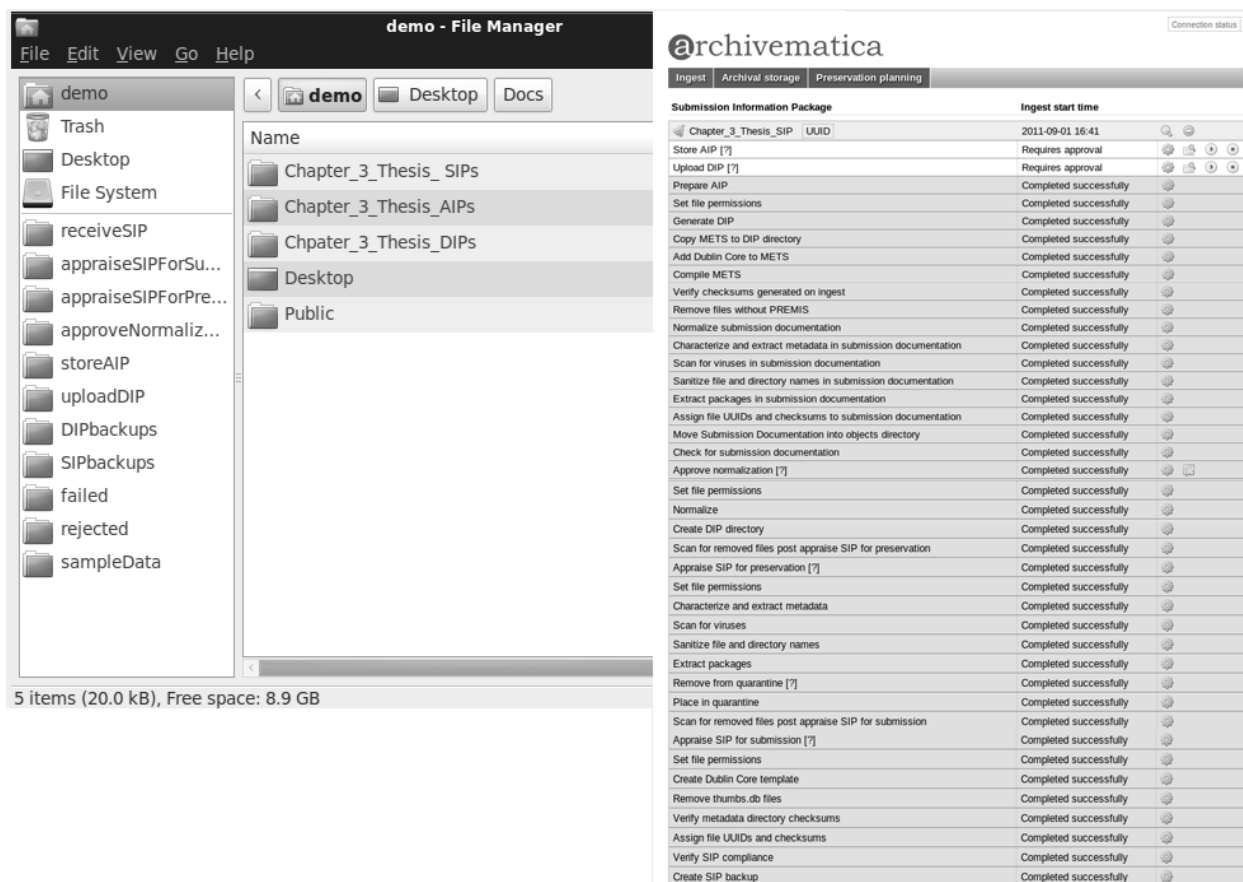 demo - File Manager
File Edit View Go Help
demo
Trash
Desktop
File System
receiveSIP
appraiseSIPForSu...
appraiseSIPForPre...
approveNormaliz...
storeAIP
uploadDIP
DIPbackups
SIPbackups
failed
rejected
sampleData
< demo Desktop Docs
Name
Chapter_3_Thesis_ SIPs
Chapter_3_Thesis_AIPs
Chpater_3_Thesis_DIPs
Desktop
Public
5 items (20.0 kB), Free space: 8.9 GB
Connection status
archivematica
Ingest Archival storage Preservation planning
Submission Information Package Ingest start time
Chapter_3_Thesis_SIP UUID 2011-09-01 16:41
Store AIP [?] Requires approval
Upload DIP [?] Requires approval
Prepare AIP Completed successfully
Set file permissions Completed successfully
Generate DIP Completed successfully
Copy METS to DIP directory Completed successfully
Add Dublin Core to METS Completed successfully
Compile METS Completed successfully
Verify checksums generated on ingest Completed successfully
Remove files without PREMIS Completed successfully
Normalize submission documentation Completed successfully
Characterize and extract metadata in submission documentation Completed successfully
Scan for viruses in submission documentation Completed successfully
Sanitize file and directory names in submission documentation Completed successfully
Extract packages in submission documentation Completed successfully
Assign file UUIDs and checksums to submission documentation Completed successfully
Move Submission Documentation into objects directory Completed successfully
Check for submission documentation Completed successfully
Approve normalization [?] Completed successfully
Set file permissions Completed successfully
Normalize Completed successfully
Create DIP directory Completed successfully
Scan for removed files post appraise SIP for preservation Completed successfully
Appraise SIP for preservation [?] Completed successfully
Set file permissions Completed successfully
Characterize and extract metadata Completed successfully
Scan for viruses Completed successfully
Sanitize file and directory names Completed successfully
Extract packages Completed successfully
Remove from quarantine [?] Completed successfully
Place in quarantine Completed successfully
Scan for removed files post appraise SIP for submission Completed successfully
Appraise SIP for submission [?] Completed successfully
Set file permissions Completed successfully
Create Dublin Core template Completed successfully
Remove thumbs.db files Completed successfully
Verify metadata directory checksums Completed successfully
Assign file UUIDs and checksums Completed successfully
Verify SIP compliance Completed successfully
Create SIP backup Completed successfully